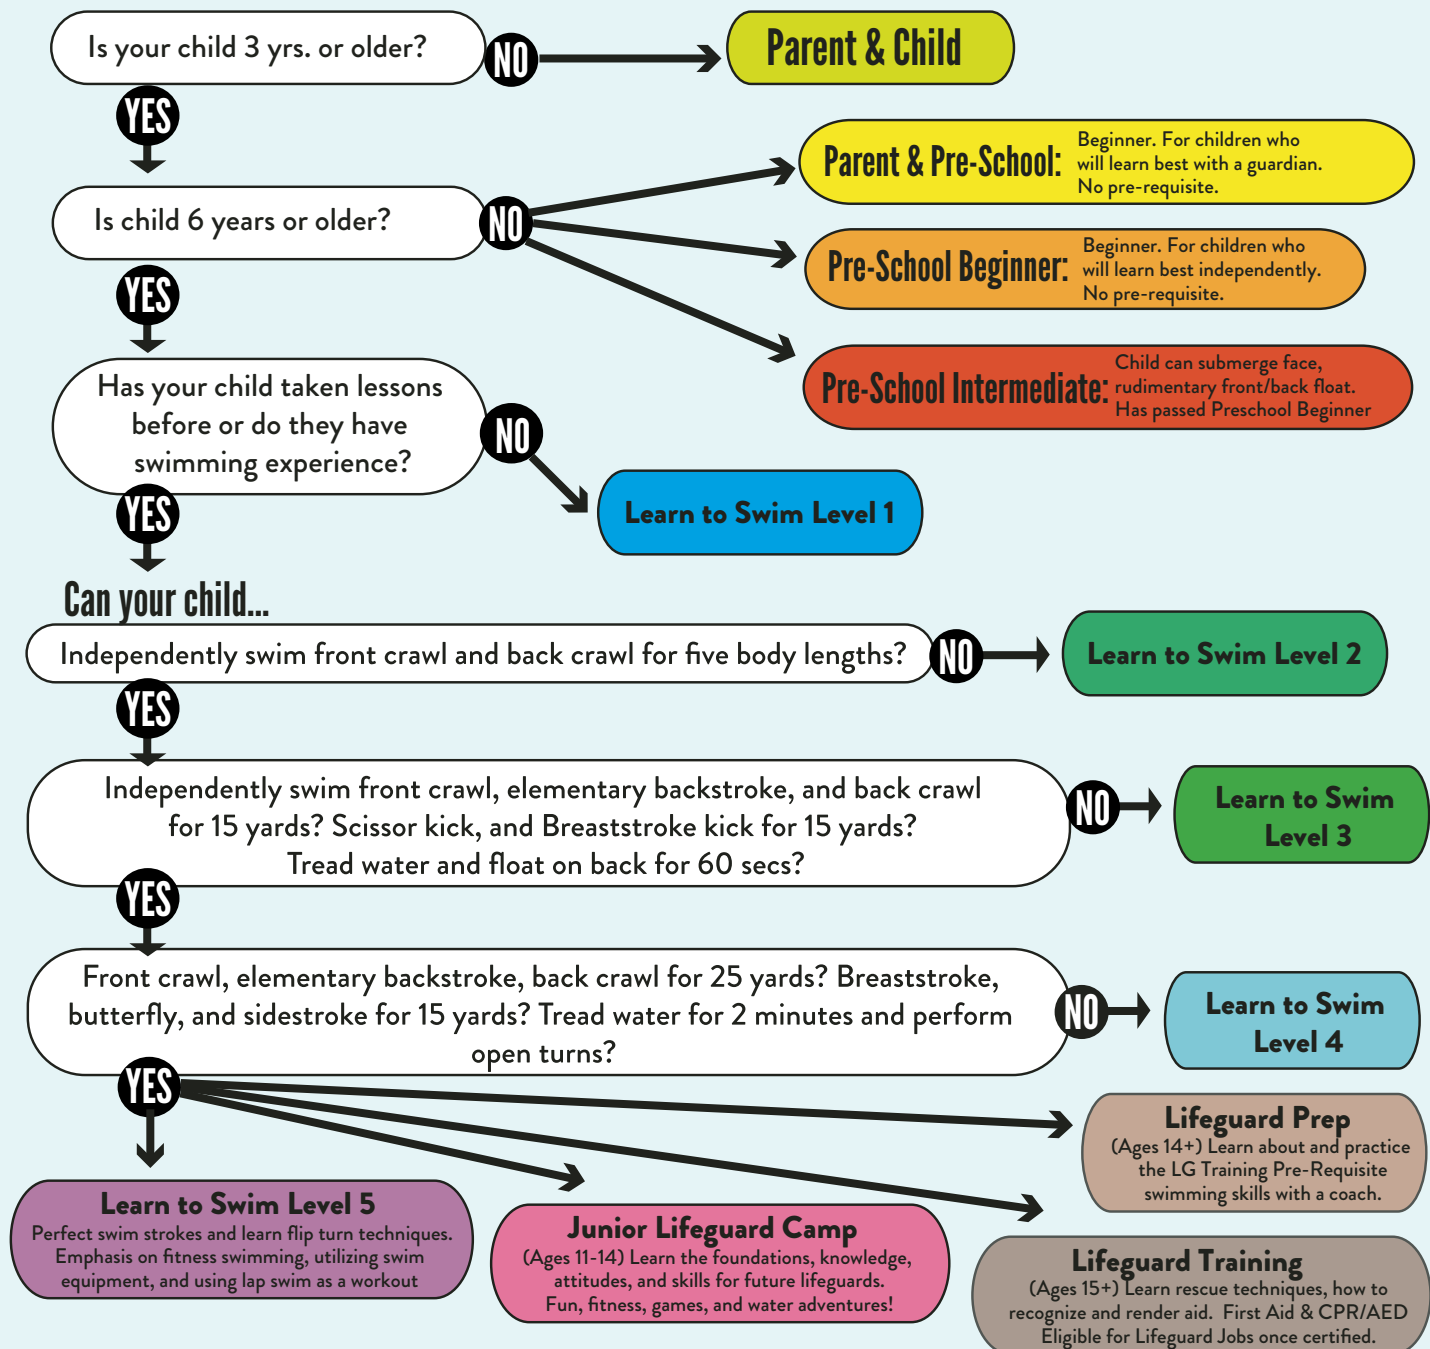 Is your child 3 yrs. or older?
NO
Parent & Child
YES
Is child 6 years or older?
NO
Parent & Pre-School:
Beginner. For children who
will learn best with a guardian.
No pre-requisite.
Pre-School Beginner:
Beginner. For children who
will learn best independently.
No pre-requisite.
Pre-School Intermediate:
Child can submerge face,
rudimentary front/back float.
Has passed Preschool Beginner
YES
Has your child taken lessons
before or do they have
swimming experience?
NO
Learn to Swim Level 1
YES
Can your child...
Independently swim front crawl and back crawl for five body lengths?
NO
Learn to Swim Level 2
YES
Independently swim front crawl, elementary backstroke, and back crawl
for 15 yards? Scissor kick, and Breaststroke kick for 15 yards?
Tread water and float on back for 60 secs?
NO
Learn to Swim
Level 3
YES
Front crawl, elementary backstroke, back crawl for 25 yards? Breaststroke,
butterfly, and sidestroke for 15 yards? Tread water for 2 minutes and perform
open turns?
NO
Learn to Swim
Level 4
YES
Lifeguard Prep
(Ages 14+) Learn about and practice
the LG Training Pre-Requisite
swimming skills with a coach.
Learn to Swim Level 5
Perfect swim strokes and learn flip turn techniques.
Emphasis on fitness swimming, utilizing swim
equipment, and using lap swim as a workout
Junior Lifeguard Camp
(Ages 11-14) Learn the foundations, knowledge,
attitudes, and skills for future lifeguards.
Fun, fitness, games, and water adventures!
Lifeguard Training
(Ages 15+) Learn rescue techniques, how to
recognize and render aid. First Aid & CPR/AED
Eligible for Lifeguard Jobs once certified.